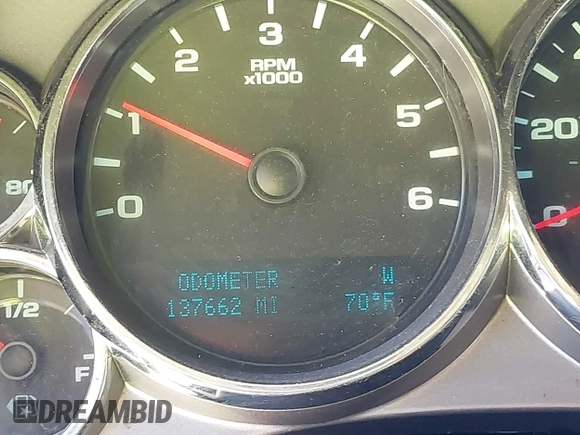 3
2
4
RPM
x1000
1
5
80
20
0
6
0
ODOMETER W
137662 MI 70°F
1/2
F
DREAMBID